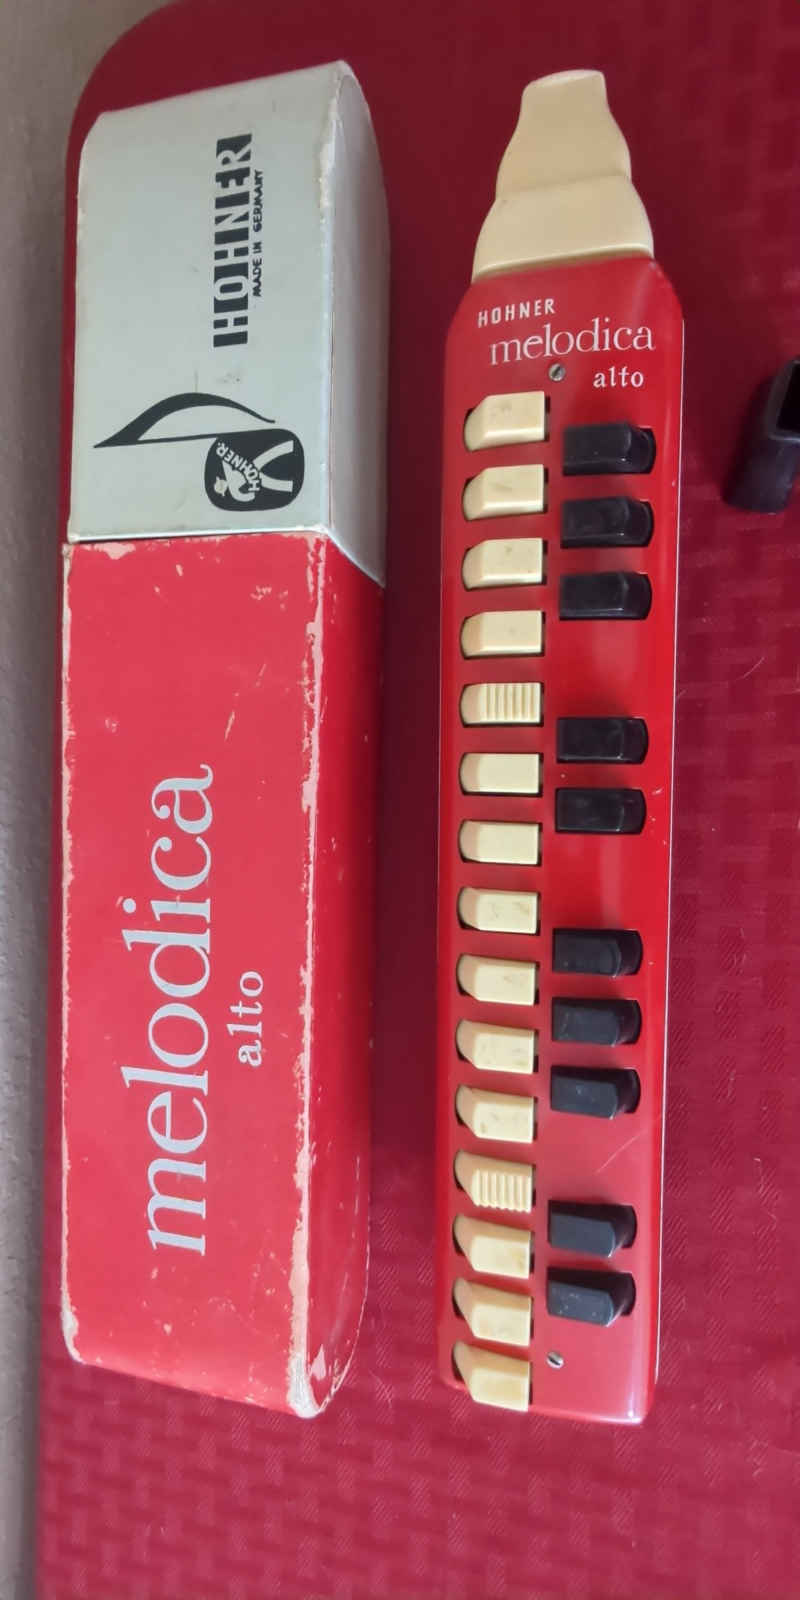 HOHNER
MADE IN GERMANY
HOHNER
melodica
alto
HOHNER
melodica
alto